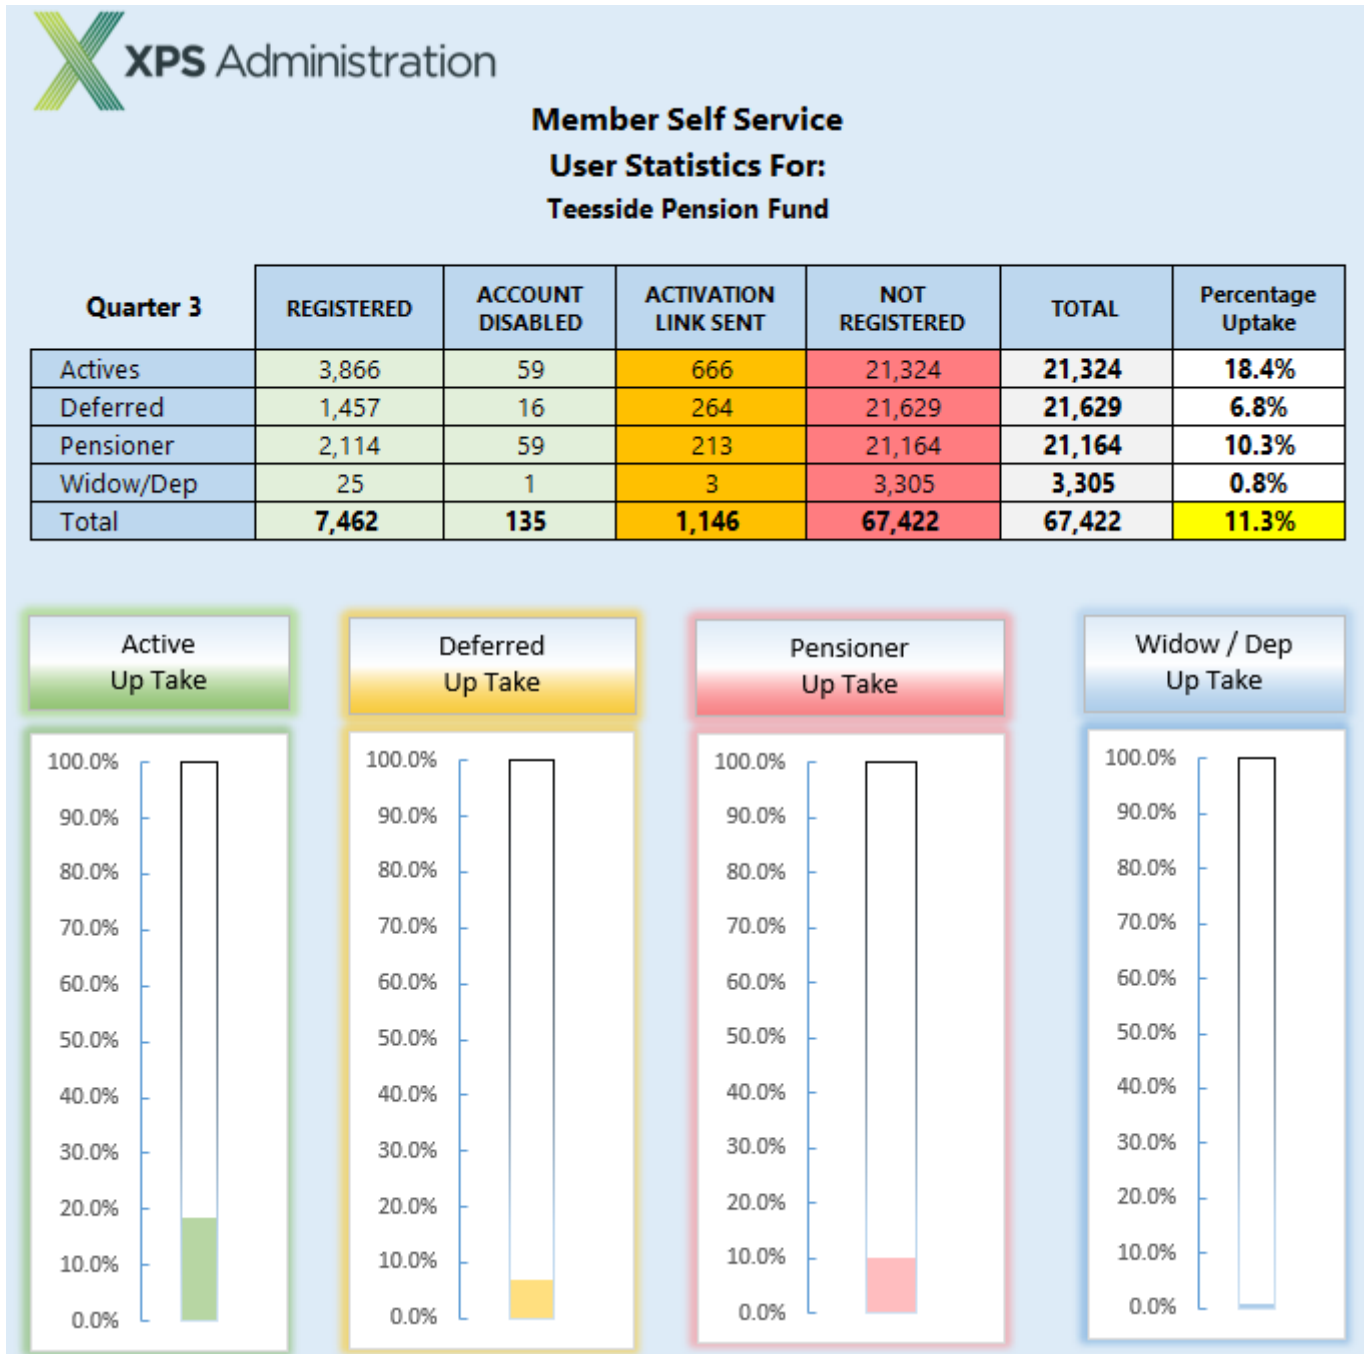 XPS Administration
Member Self Service
User Statistics For:
Teesside Pension Fund
Quarter 3 REGISTERED ACCOUNT DISABLED ACTIVATION LINK SENT NOT REGISTERED TOTAL Percentage Uptake
Actives 3,866 59 666 21,324 21,324 18.4%
Deferred 1,457 16 264 21,629 21,629 6.8%
Pensioner 2,114 59 213 21,164 21,164 10.3%
Widow/Dep 25 1 3 3,305 3,305 0.8%
Total 7,462 135 1,146 67,422 67,422 11.3%
Active
Up Take
100.0%
90.0%
80.0%
70.0%
60.0%
50.0%
40.0%
30.0%
20.0%
10.0%
0.0%
Deferred
Up Take
100.0%
90.0%
80.0%
70.0%
60.0%
50.0%
40.0%
30.0%
20.0%
10.0%
0.0%
Pensioner
Up Take
100.0%
90.0%
80.0%
70.0%
60.0%
50.0%
40.0%
30.0%
20.0%
10.0%
0.0%
Widow / Dep
Up Take
100.0%
90.0%
80.0%
70.0%
60.0%
50.0%
40.0%
30.0%
20.0%
10.0%
0.0%